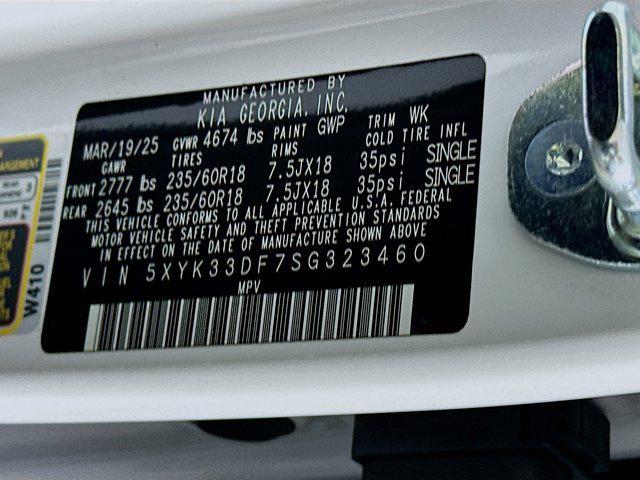 MANUFACTURED BY
KIA GEORGIA, INC.
MAR/19/25 GVWR 4674 lbs PAINT GWP TRIM WK
GAWR TIRES RIMS COLD TIRE INFL
FRONT 2777 lbs 235/60R18 7.5JX18 35psi SINGLE
REAR 2645 lbs 235/60R18 7.5JX18 35psi SINGLE
THIS VEHICLE CONFORMS TO ALL APPLICABLE U.S.A. FEDERAL
MOTOR VEHICLE SAFETY AND THEFT PREVENTION STANDARDS
IN EFFECT ON THE DATE OF MANUFACTURE SHOWN ABOVE
VIN 5XYK33DF7SG323460
MPV
W410